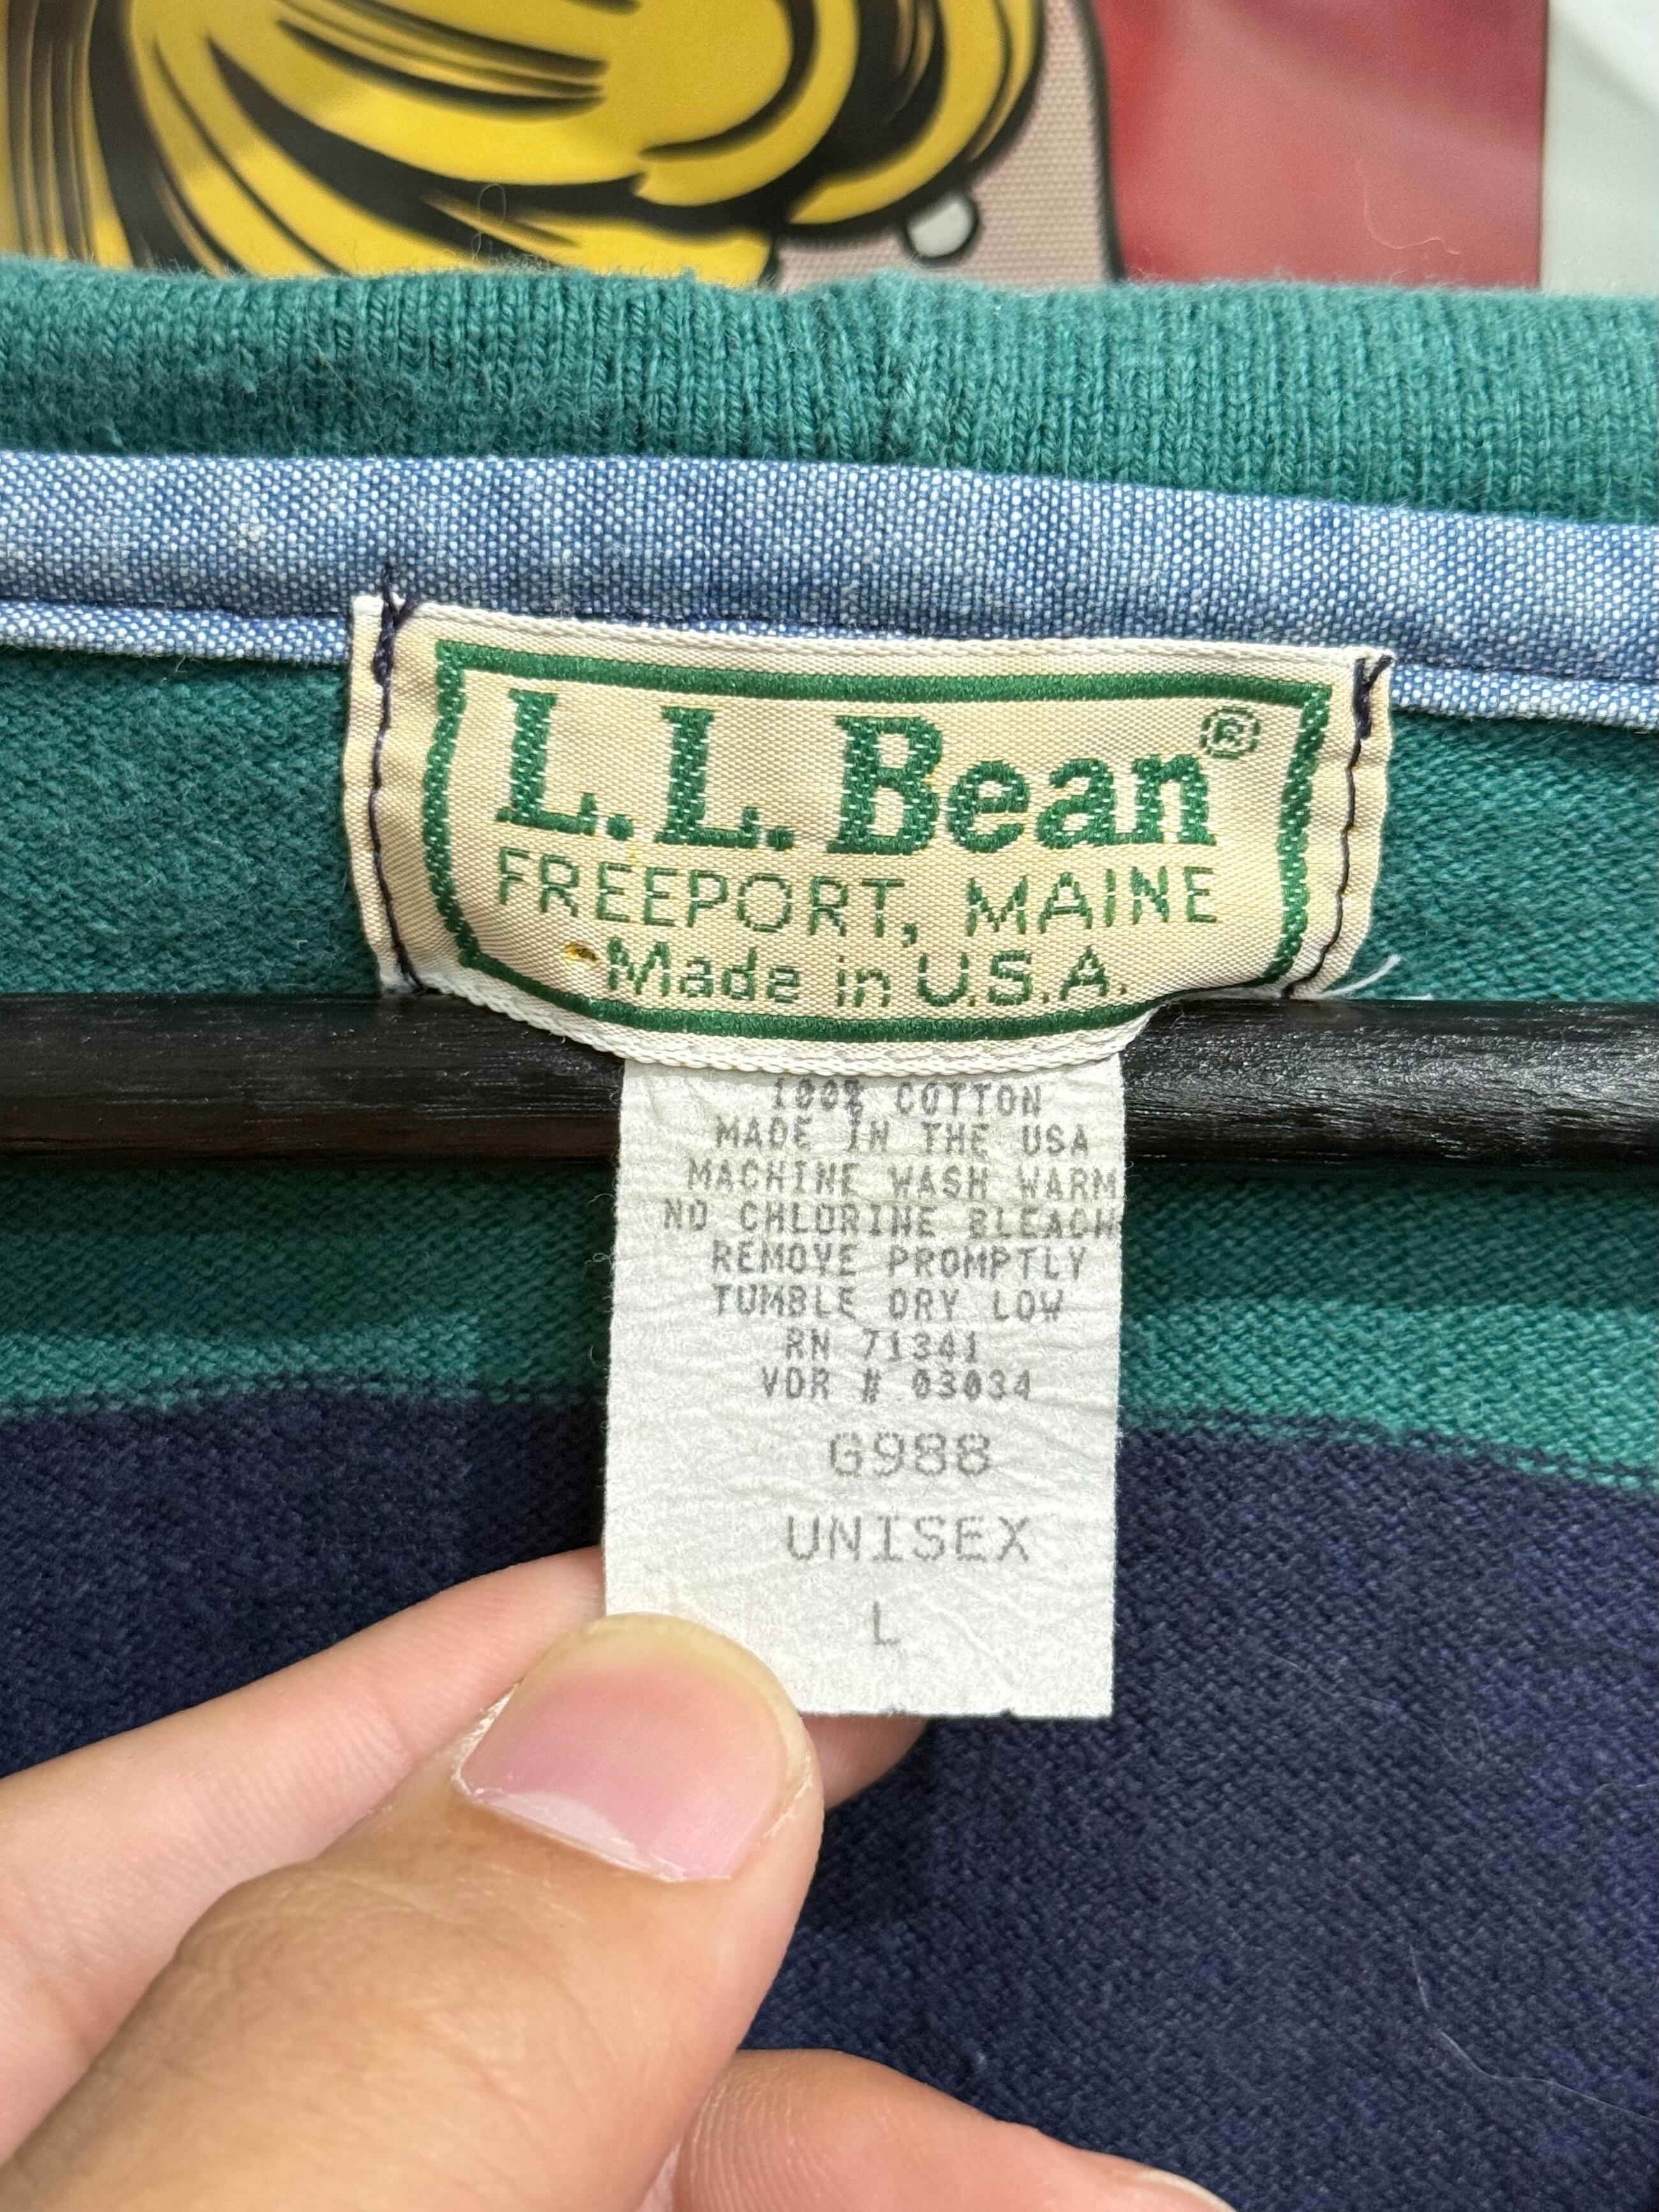 L.L.Bean®
FREEPORT, MAINE
Made in U.S.A.
100% COTTON
MADE IN THE USA
MACHINE WASH WARM
NO CHLORINE BLEACH
REMOVE PROMPTLY
TUMBLE DRY LOW
RN 71341
VDR # 03034
G988
UNISEX
L